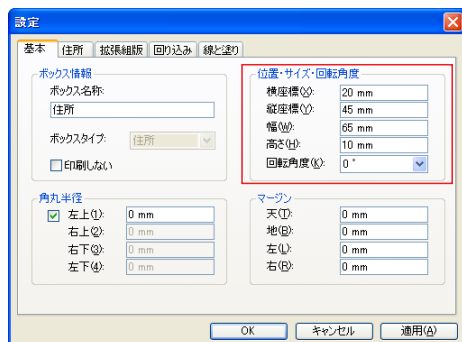 設定
基本 住所 拡張組版 回り込み 線と塗り
ボックス情報
ボックス名称:
住所
ボックスタイプ: 住所
印刷しない
位置・サイズ・回転角度
横座標(X): 20 mm
縦座標(Y): 45 mm
幅(W): 65 mm
高さ(H): 10 mm
回転角度(K): 0 °
角丸半径
左上(1): 0 mm
右上(2): 0 mm
右下(3): 0 mm
左下(4): 0 mm
マージン
天(T): 0 mm
地(B): 0 mm
左(L): 0 mm
右(R): 0 mm
OK キャンセル 適用(A)